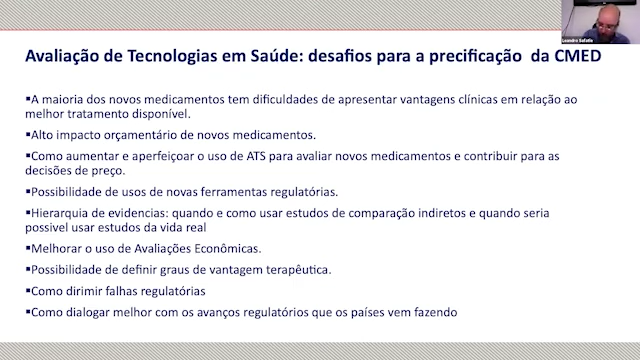 Avaliação de Tecnologias em Saúde: desafios para a precificação da CMED
▪A maioria dos novos medicamentos tem dificuldades de apresentar vantagens clínicas em relação ao
melhor tratamento disponível.
▪Alto impacto orçamentário de novos medicamentos.
▪Como aumentar e aperfeiçoar o uso de ATS para avaliar novos medicamentos e contribuir para as
decisões de preço.
▪Possibilidade de usos de novas ferramentas regulatórias.
▪Hierarquia de evidencias: quando e como usar estudos de comparação indiretos e quando seria
possivel usar estudos da vida real
▪Melhorar o uso de Avaliações Econômicas.
▪Possibilidade de definir graus de vantagem terapêutica.
▪Como dirimir falhas regulatórias
▪Como dialogar melhor com os avanços regulatórios que os países vem fazendo
Leandro Safatle